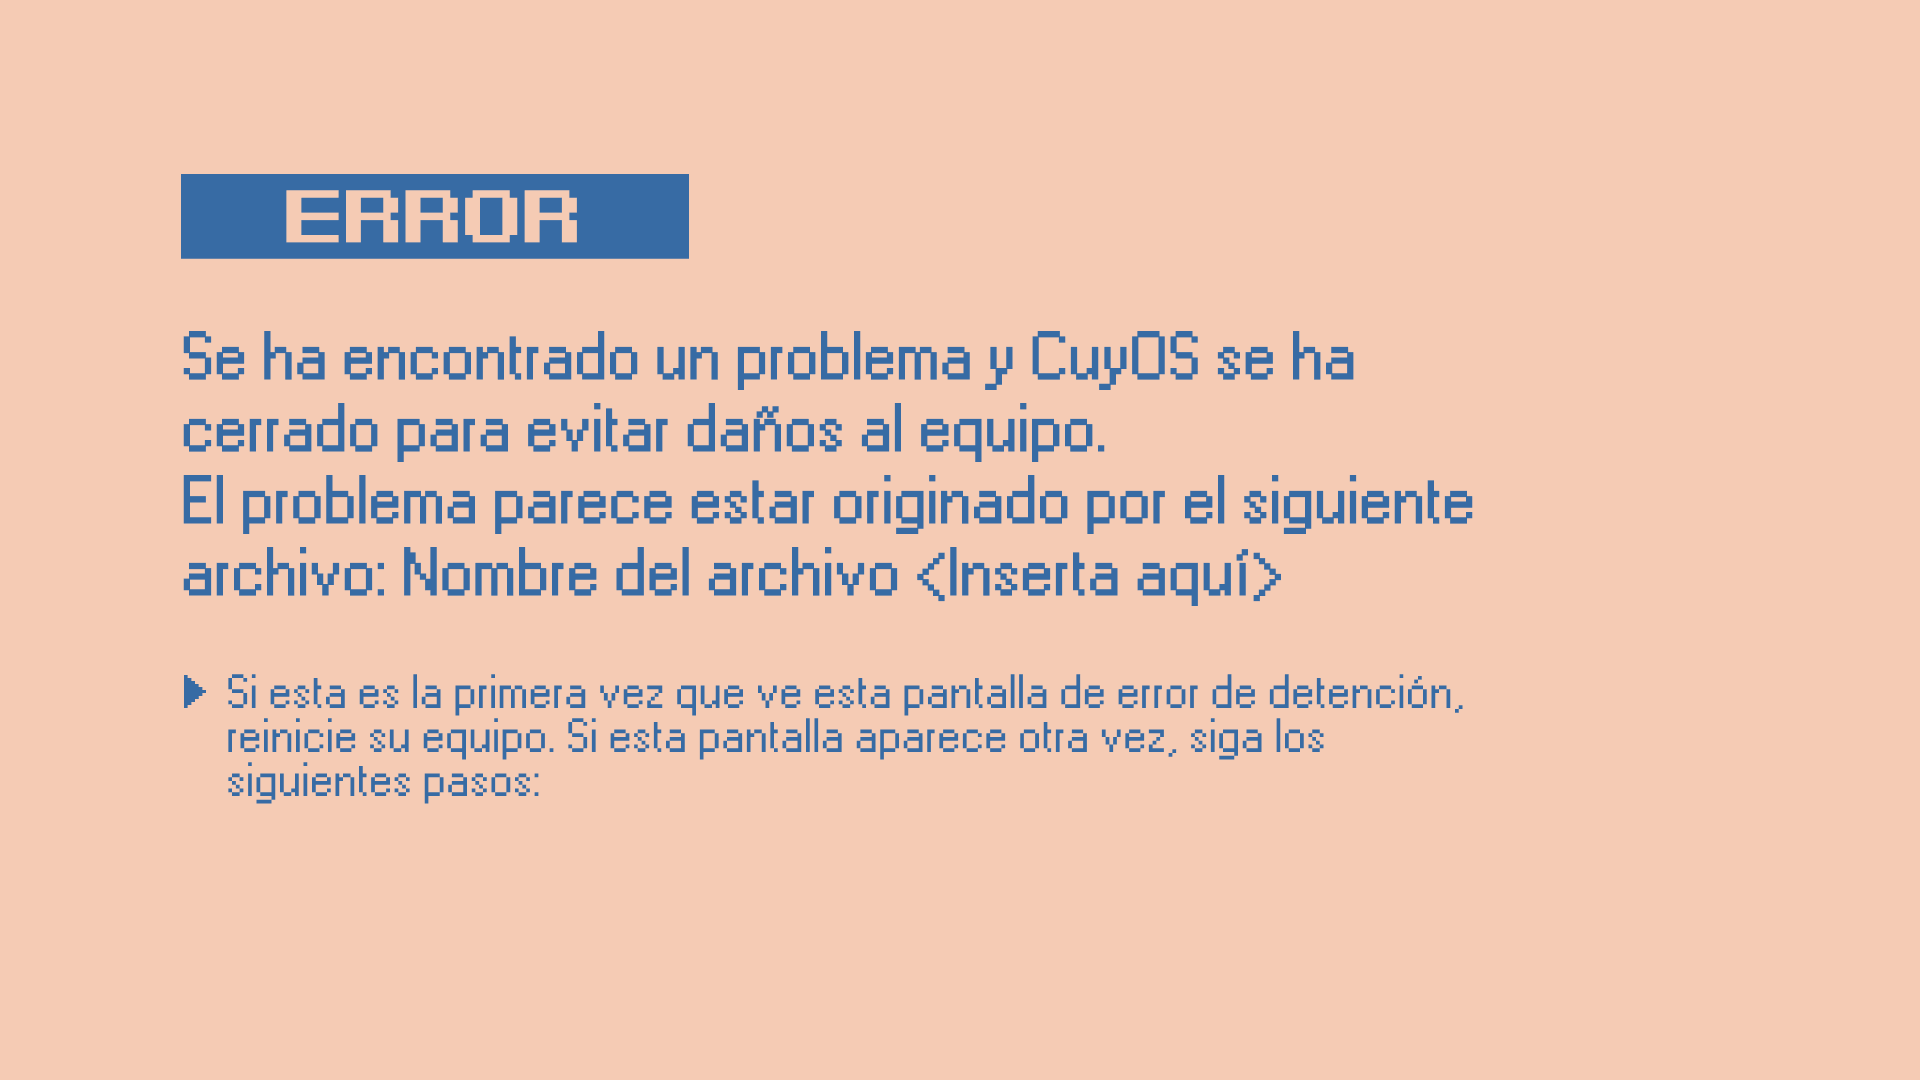 ERROR
Se ha encontrado un problema y CuyOS se ha
cerrado para evitar daños al equipo.
El problema parece estar originado por el siguiente
archivo: Nombre del archivo <Inserta aquí>
Si esta es la primera vez que ve esta pantalla de error de detención,
reinicie su equipo. Si esta pantalla aparece otra vez, siga los
siguientes pasos: